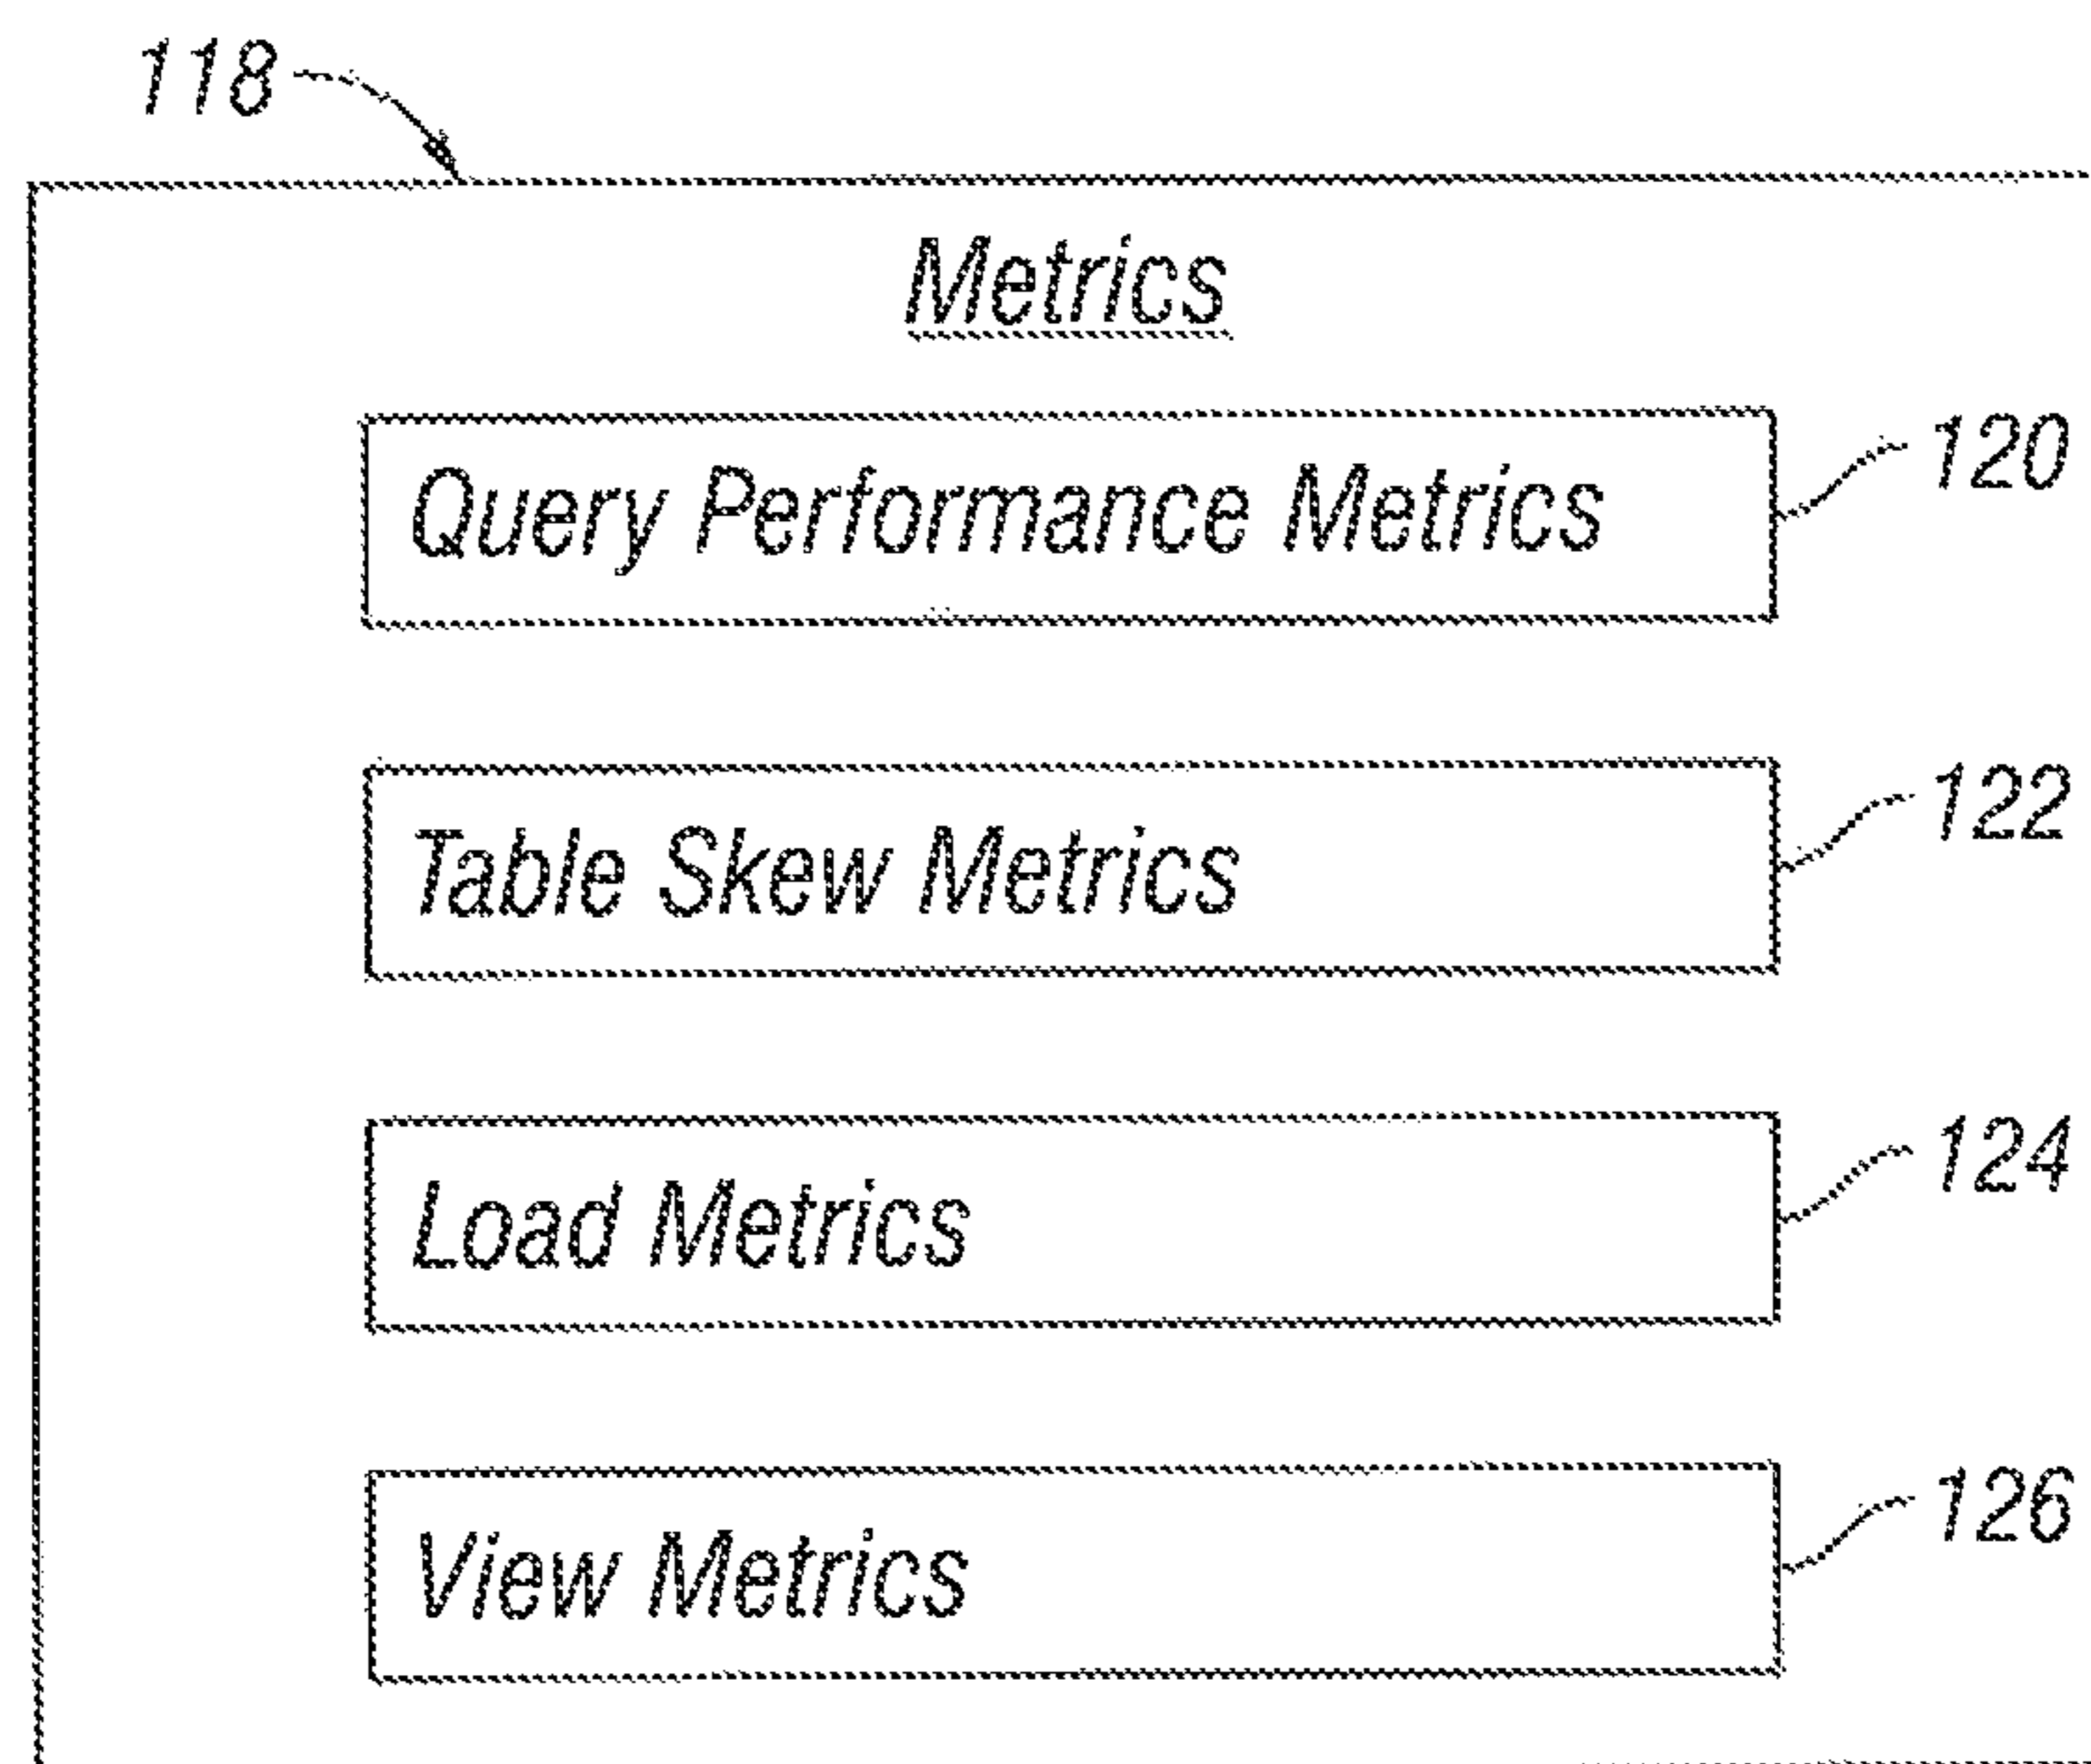 118
Metrics
Query Performance Metrics 120
Table Skew Metrics 122
Load Metrics 124
View Metrics 126